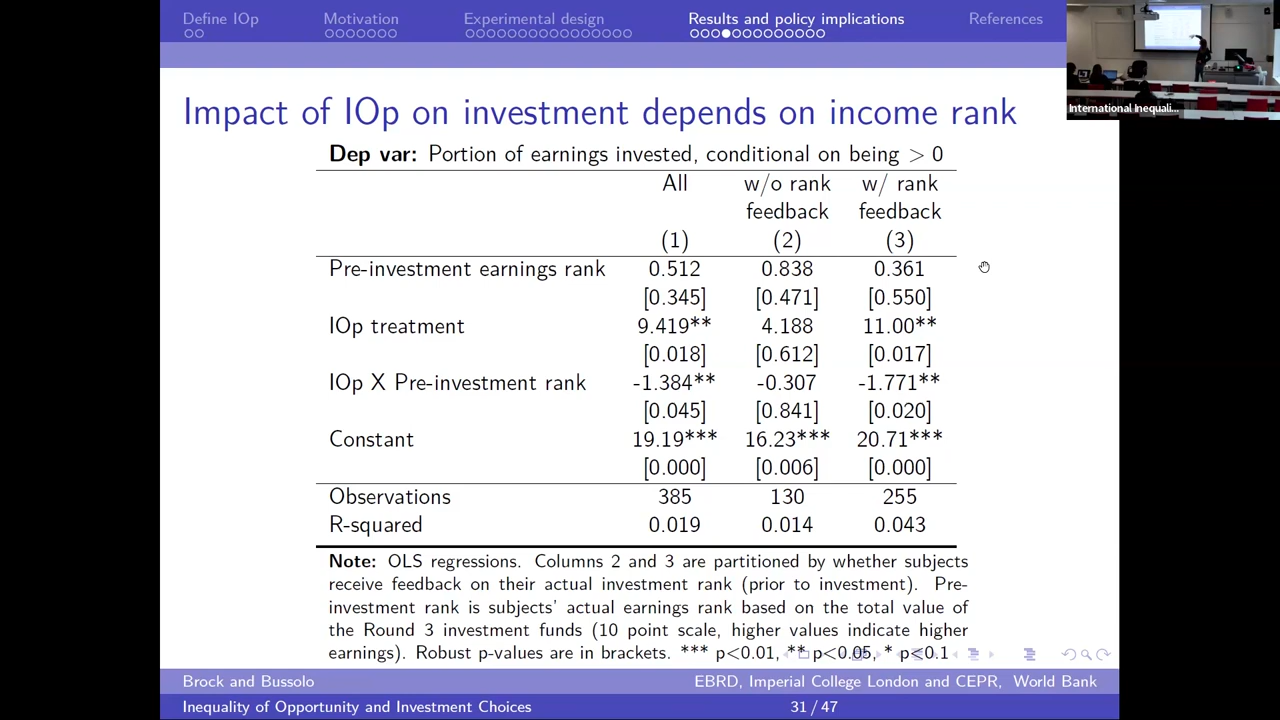 Define IOp Motivation Experimental design Results and policy implications References
International Inequali...
Impact of IOp on investment depends on income rank
Dep var: Portion of earnings invested, conditional on being > 0
All w/o rank w/ rank
feedback feedback
(1) (2) (3)
Pre-investment earnings rank 0.512 0.838 0.361
[0.345] [0.471] [0.550]
IOp treatment 9.419** 4.188 11.00**
[0.018] [0.612] [0.017]
IOp X Pre-investment rank -1.384** -0.307 -1.771**
[0.045] [0.841] [0.020]
Constant 19.19*** 16.23*** 20.71***
[0.000] [0.006] [0.000]
Observations 385 130 255
R-squared 0.019 0.014 0.043
Note: OLS regressions. Columns 2 and 3 are partitioned by whether subjects
receive feedback on their actual investment rank (prior to investment). Pre-
investment rank is subjects' actual earnings rank based on the total value of
the Round 3 investment funds (10 point scale, higher values indicate higher
earnings). Robust p-values are in brackets. *** p<0.01, ** p<0.05, * p<0.1
Brock and Bussolo EBRD, Imperial College London and CEPR, World Bank
Inequality of Opportunity and Investment Choices 31 / 47